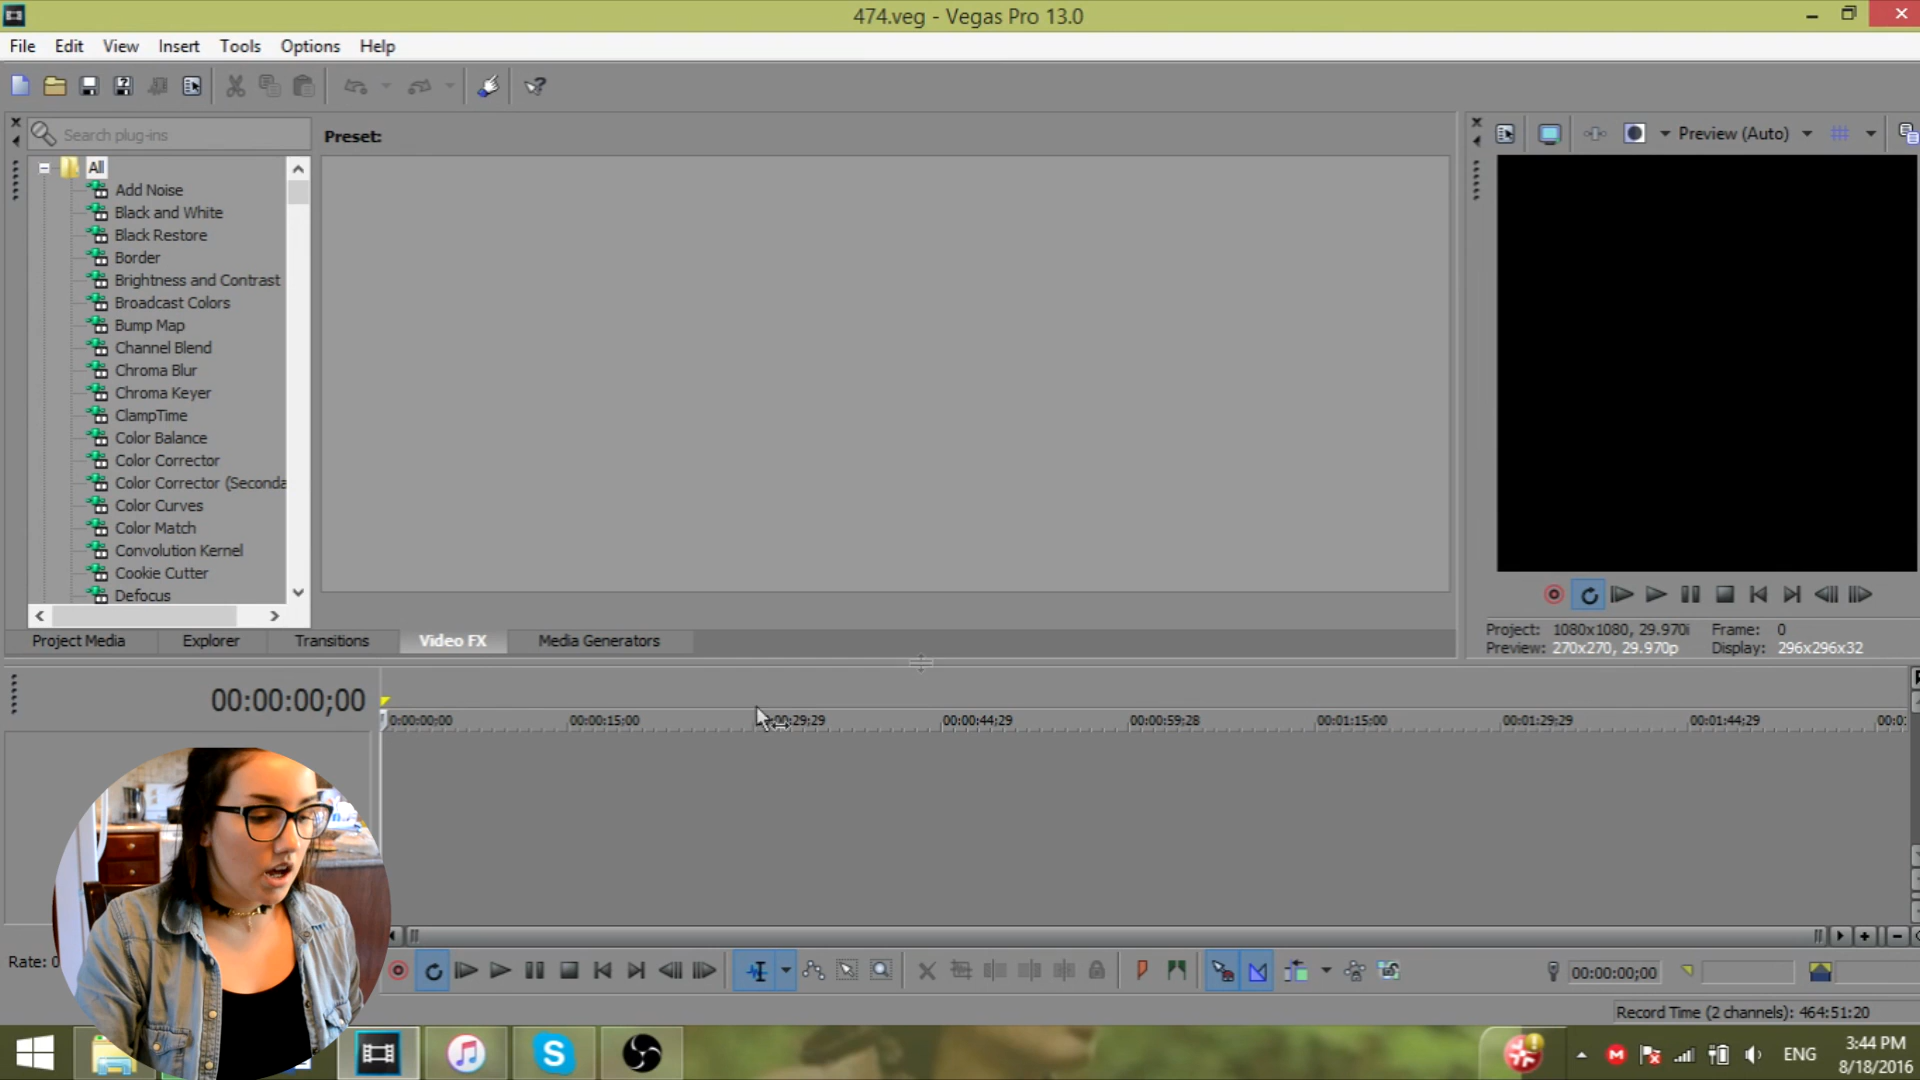 474.veg - Vegas Pro 13.0
File Edit View Insert Tools Options Help
Search plug-ins
Preset:
Preview (Auto)
All
Add Noise
Black and White
Black Restore
Border
Brightness and Contrast
Broadcast Colors
Bump Map
Channel Blend
Chroma Blur
Chroma Keyer
ClampTime
Color Balance
Color Corrector
Color Corrector (Seconda
Color Curves
Color Match
Convolution Kernel
Cookie Cutter
Defocus
Project Media Explorer Transitions Video FX Media Generators
Project: 1080x1080, 29.970i Frame: 0
Preview: 270x270, 29.970p Display: 296x296x32
00:00:00;00
0:00:00;00 00:00:15;00 00:29;29 00:00:44;29 00:00:59;28 00:01:15;00 00:01:29;29 00:01:44;29 00:0
Rate: 0
00:00:00;00
Record Time (2 channels): 464:51:20
ENG
3:44 PM
8/18/2016